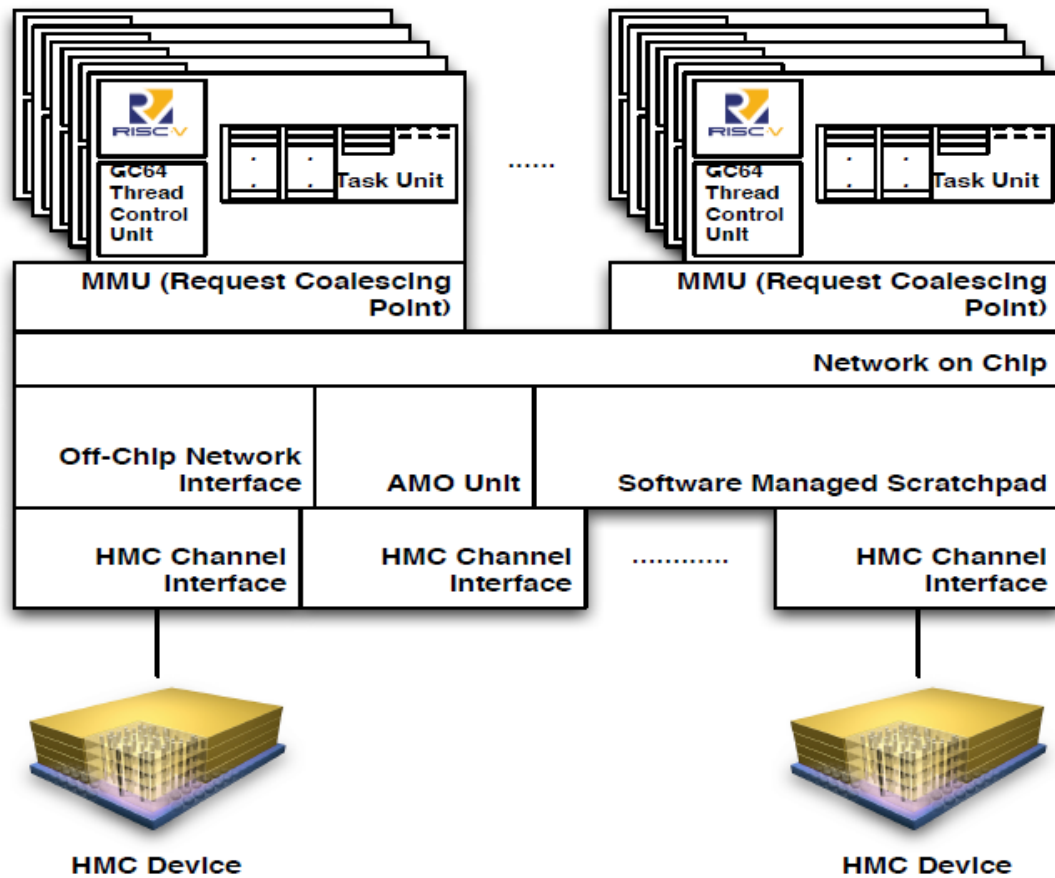 RISC-V
GC64
Thread
Control
Unit
Task Unit
......
RISC-V
GC64
Thread
Control
Unit
Task Unit
MMU (Request Coalescing
Point)
MMU (Request Coalescing
Point)
Network on Chip
Off-Chip Network
Interface
AMO Unit
Software Managed Scratchpad
HMC Channel
Interface
HMC Channel
Interface
............
HMC Channel
Interface
HMC Device
HMC Device